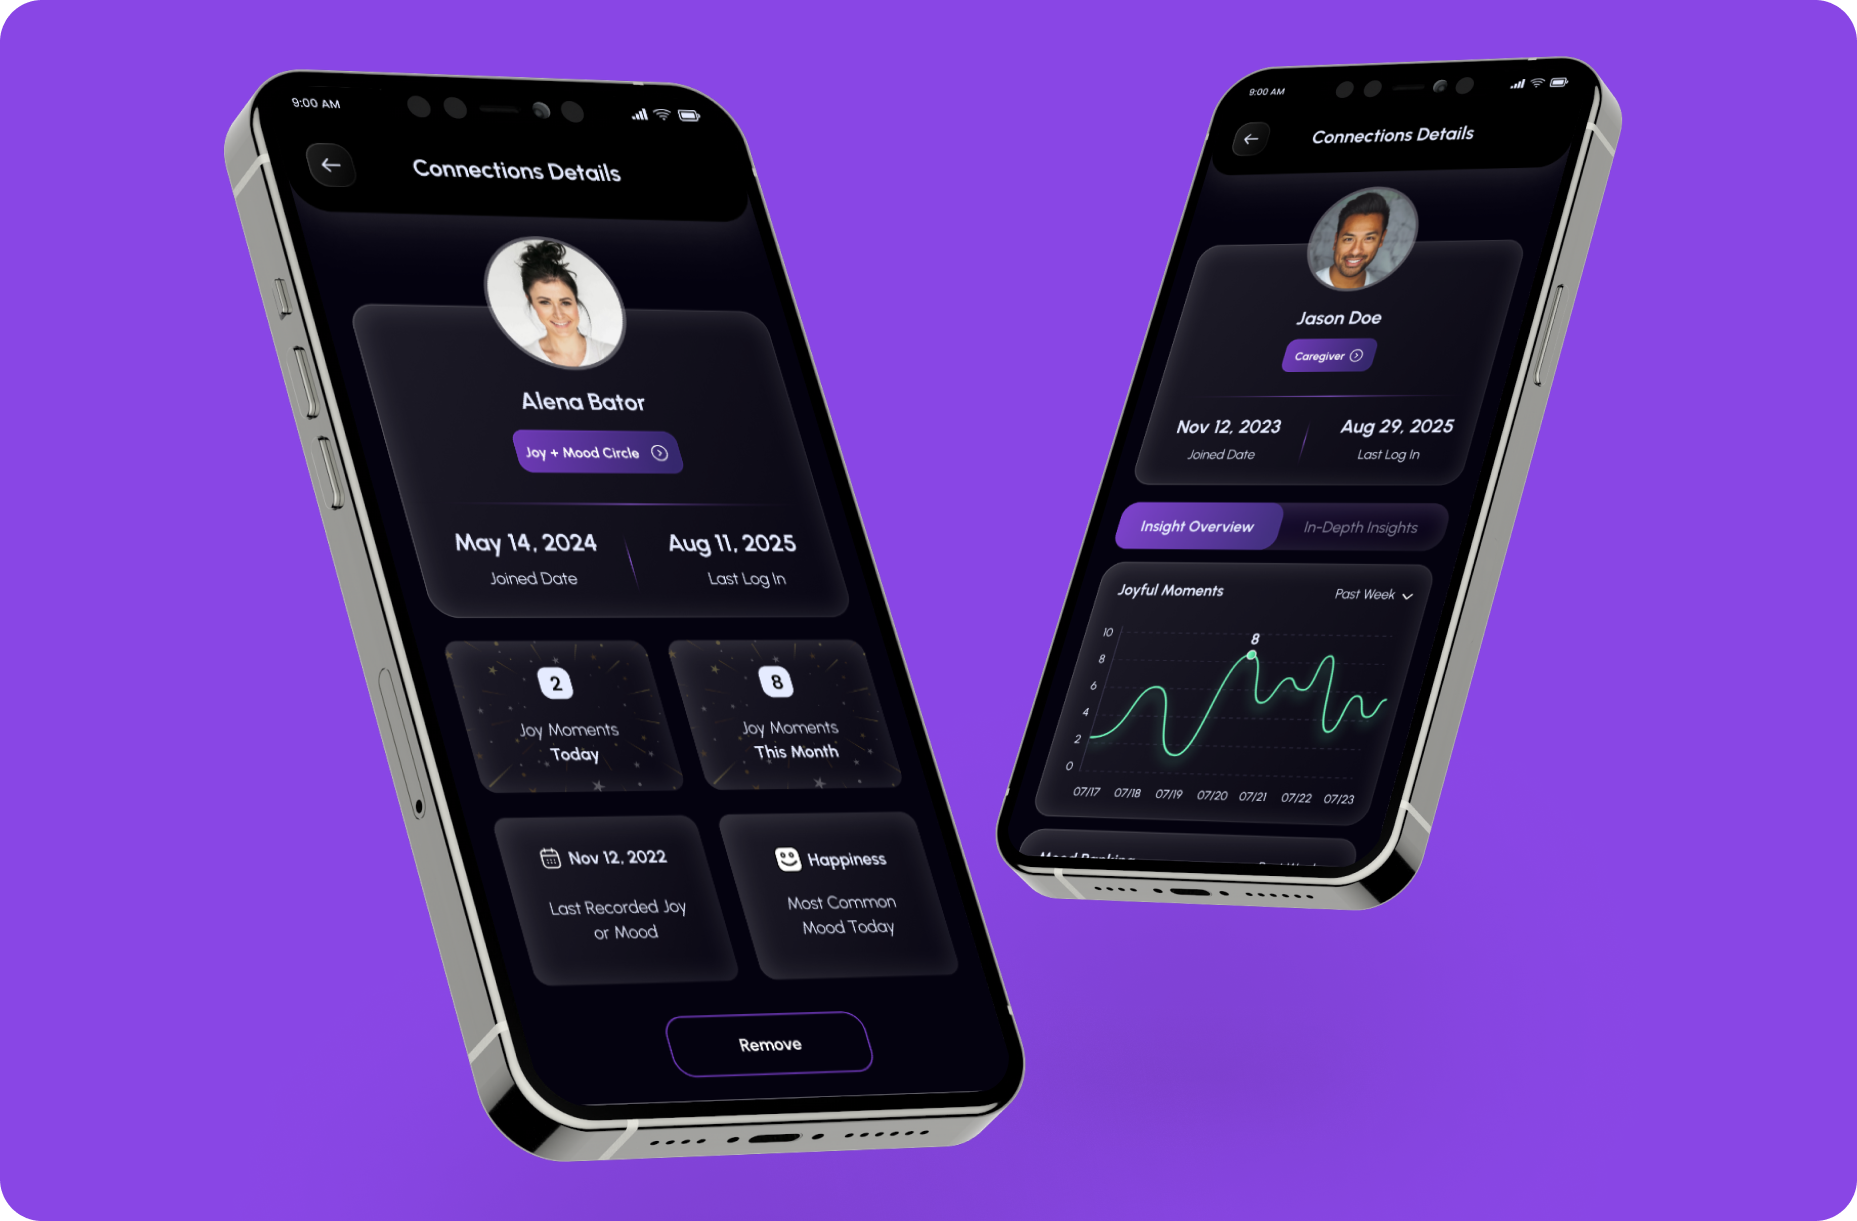 9:00 AM
Connections Details
Alena Bator
Joy + Mood Circle
May 14, 2024
Joined Date
Aug 11, 2025
Last Log In
2
Joy Moments
Today
8
Joy Moments
This Month
Nov 12, 2022
Last Recorded Joy
or Mood
Happiness
Most Common
Mood Today
Remove
9:00 AM
Connections Details
Jason Doe
Caregiver
Nov 12, 2023
Joined Date
Aug 29, 2025
Last Log In
Insight Overview
In-Depth Insights
Joyful Moments
Past Week
10
8
6
4
2
0
8
07/17 07/18 07/19 07/20 07/21 07/22 07/23